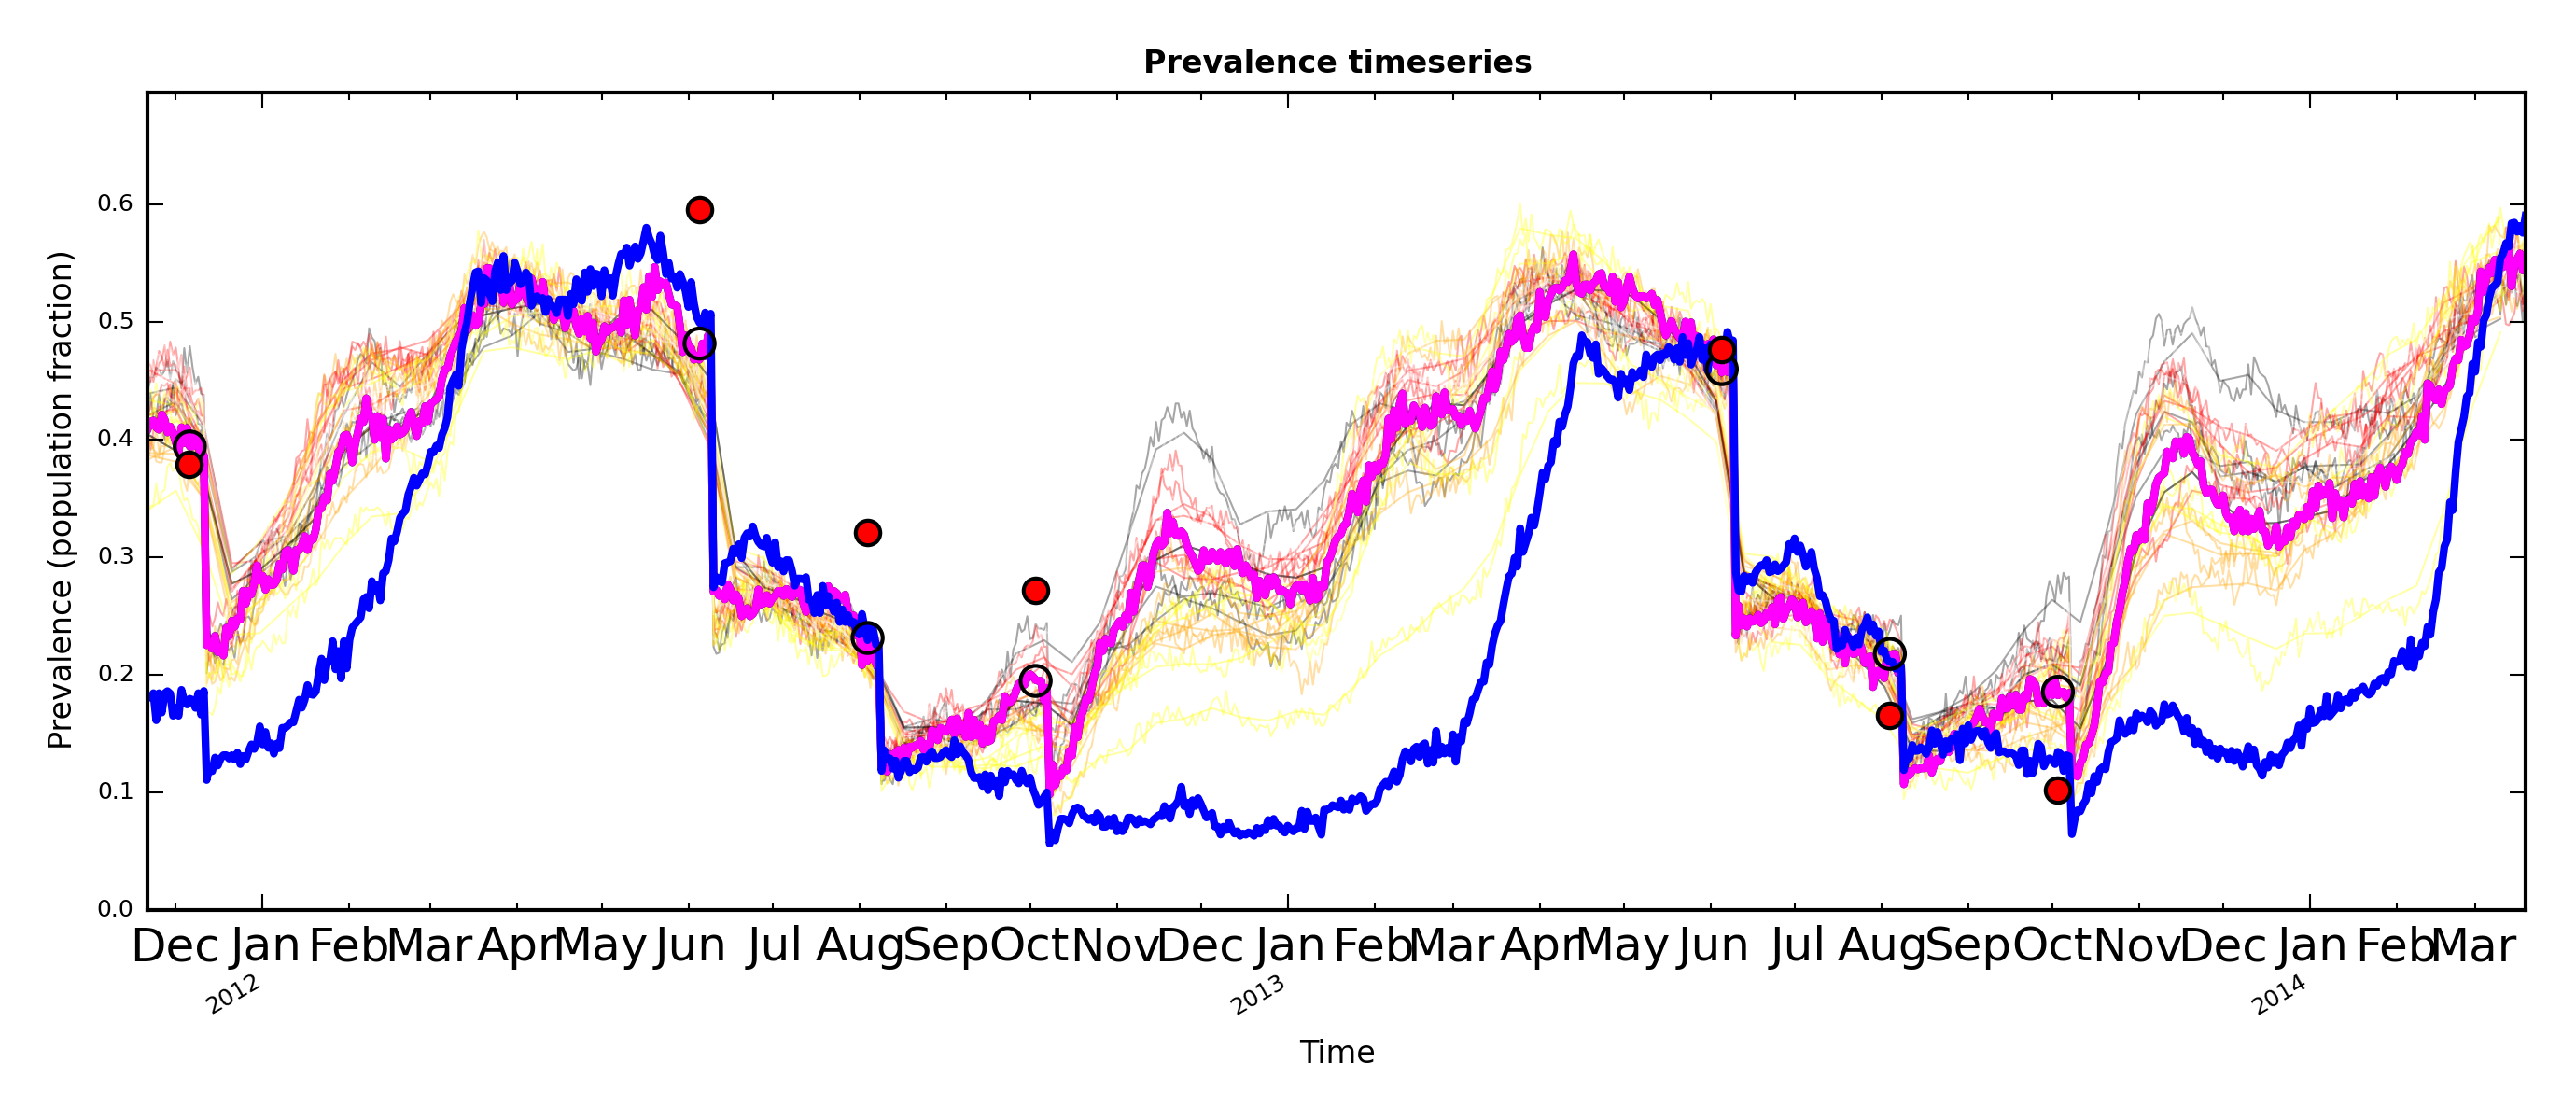 Prevalence timeseries
Prevalence (population fraction)
0.6
0.5
0.4
0.3
0.2
0.1
0.0
Dec Jan Feb Mar Apr May Jun Jul Aug Sep Oct Nov Dec Jan Feb Mar Apr May Jun Jul Aug Sep Oct Nov Dec Jan Feb Mar
2012 2013 2014
Time